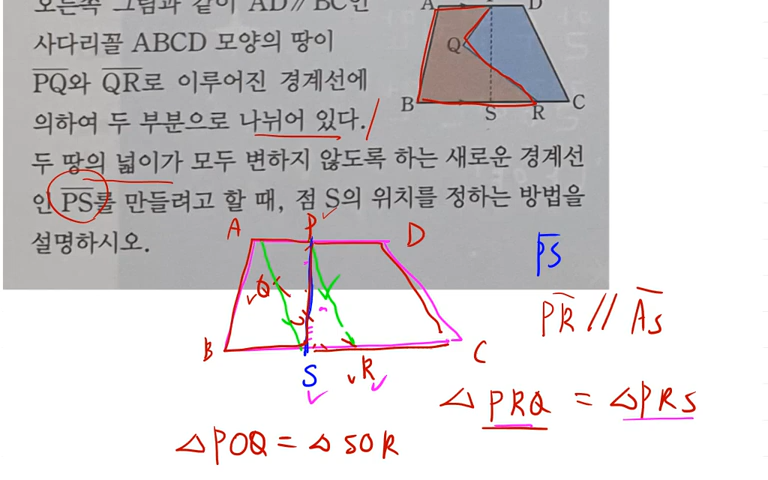 오른쪽 그림과 같이 AD∥BC인
사다리꼴 ABCD 모양의 땅이
PQ와 QR로 이루어진 경계선에
의하여 두 부분으로 나뉘어 있다.
두 땅의 넓이가 모두 변하지 않도록 하는 새로운 경계선
인 PS를 만들려고 할 때, 점 S의 위치를 정하는 방법을
설명하시오.
A D
Q
B S R C
A P D
Q
B S R C
PS
PR // AS
△PRQ = △PRS
△POQ = △SOR